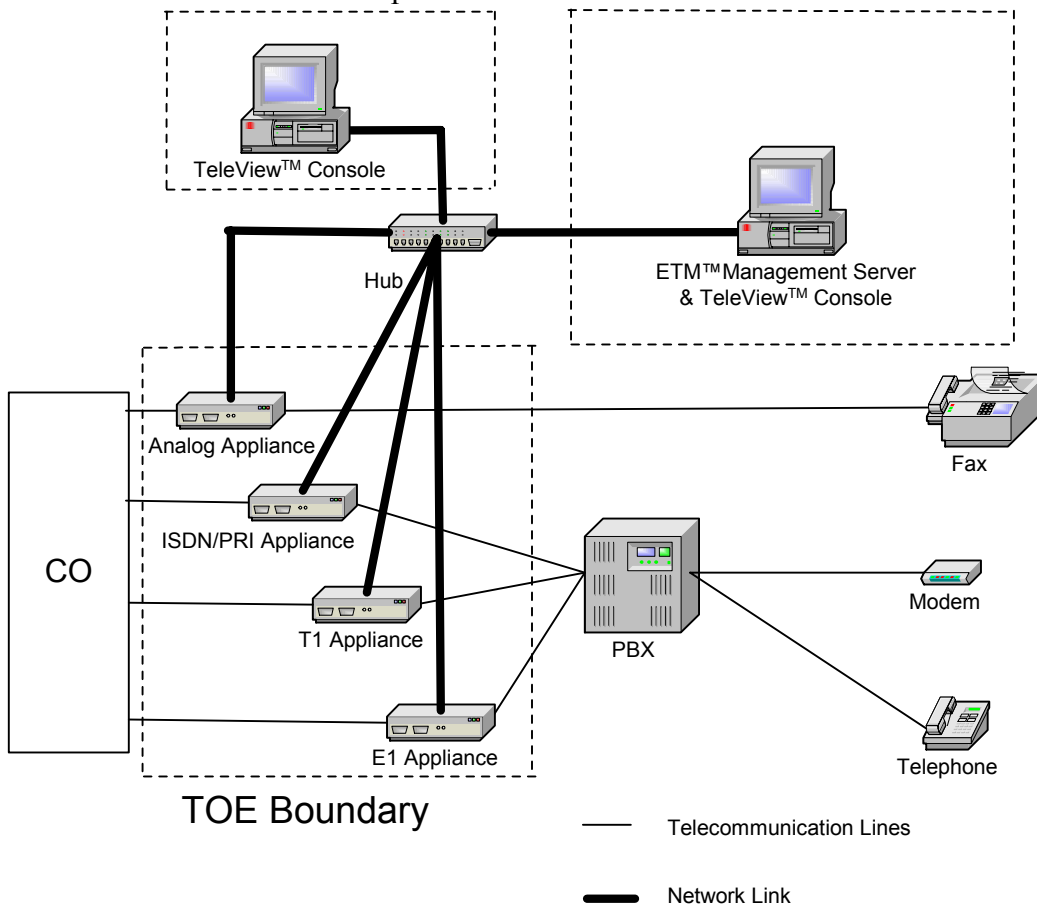 TeleView™ Console
Hub
ETM™Management Server
& TeleView™ Console
Analog Appliance
Fax
ISDN/PRI Appliance
CO
Modem
T1 Appliance
PBX
E1 Appliance
Telephone
TOE Boundary
Telecommunication Lines
Network Link